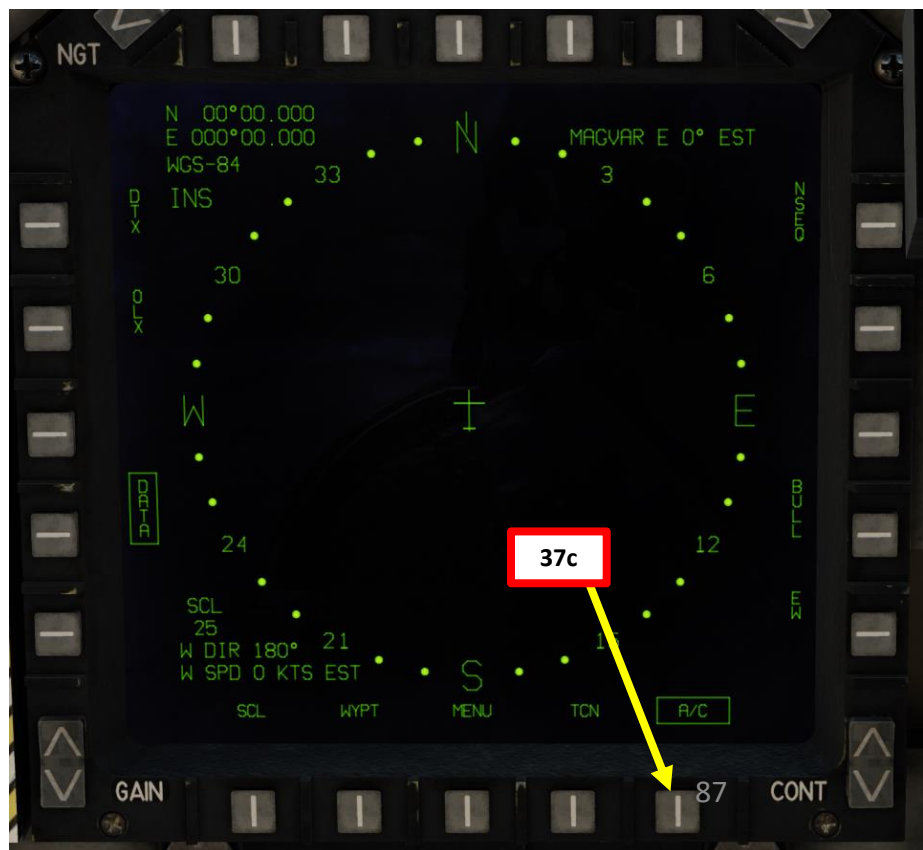 NGT
N 00°00.000
E 000°00.000
WGS-84
INS
MAGVAR E 0° EST
N
33
3
DTX
NSEQ
30
6
OLX
W
E
DATA
BULL
24
12
37c
EW
SCL
25
W DIR 180°
W SPD 0 KTS EST
21
15
S
SCL WYPT MENU TCN A/C
87
GAIN
CONT